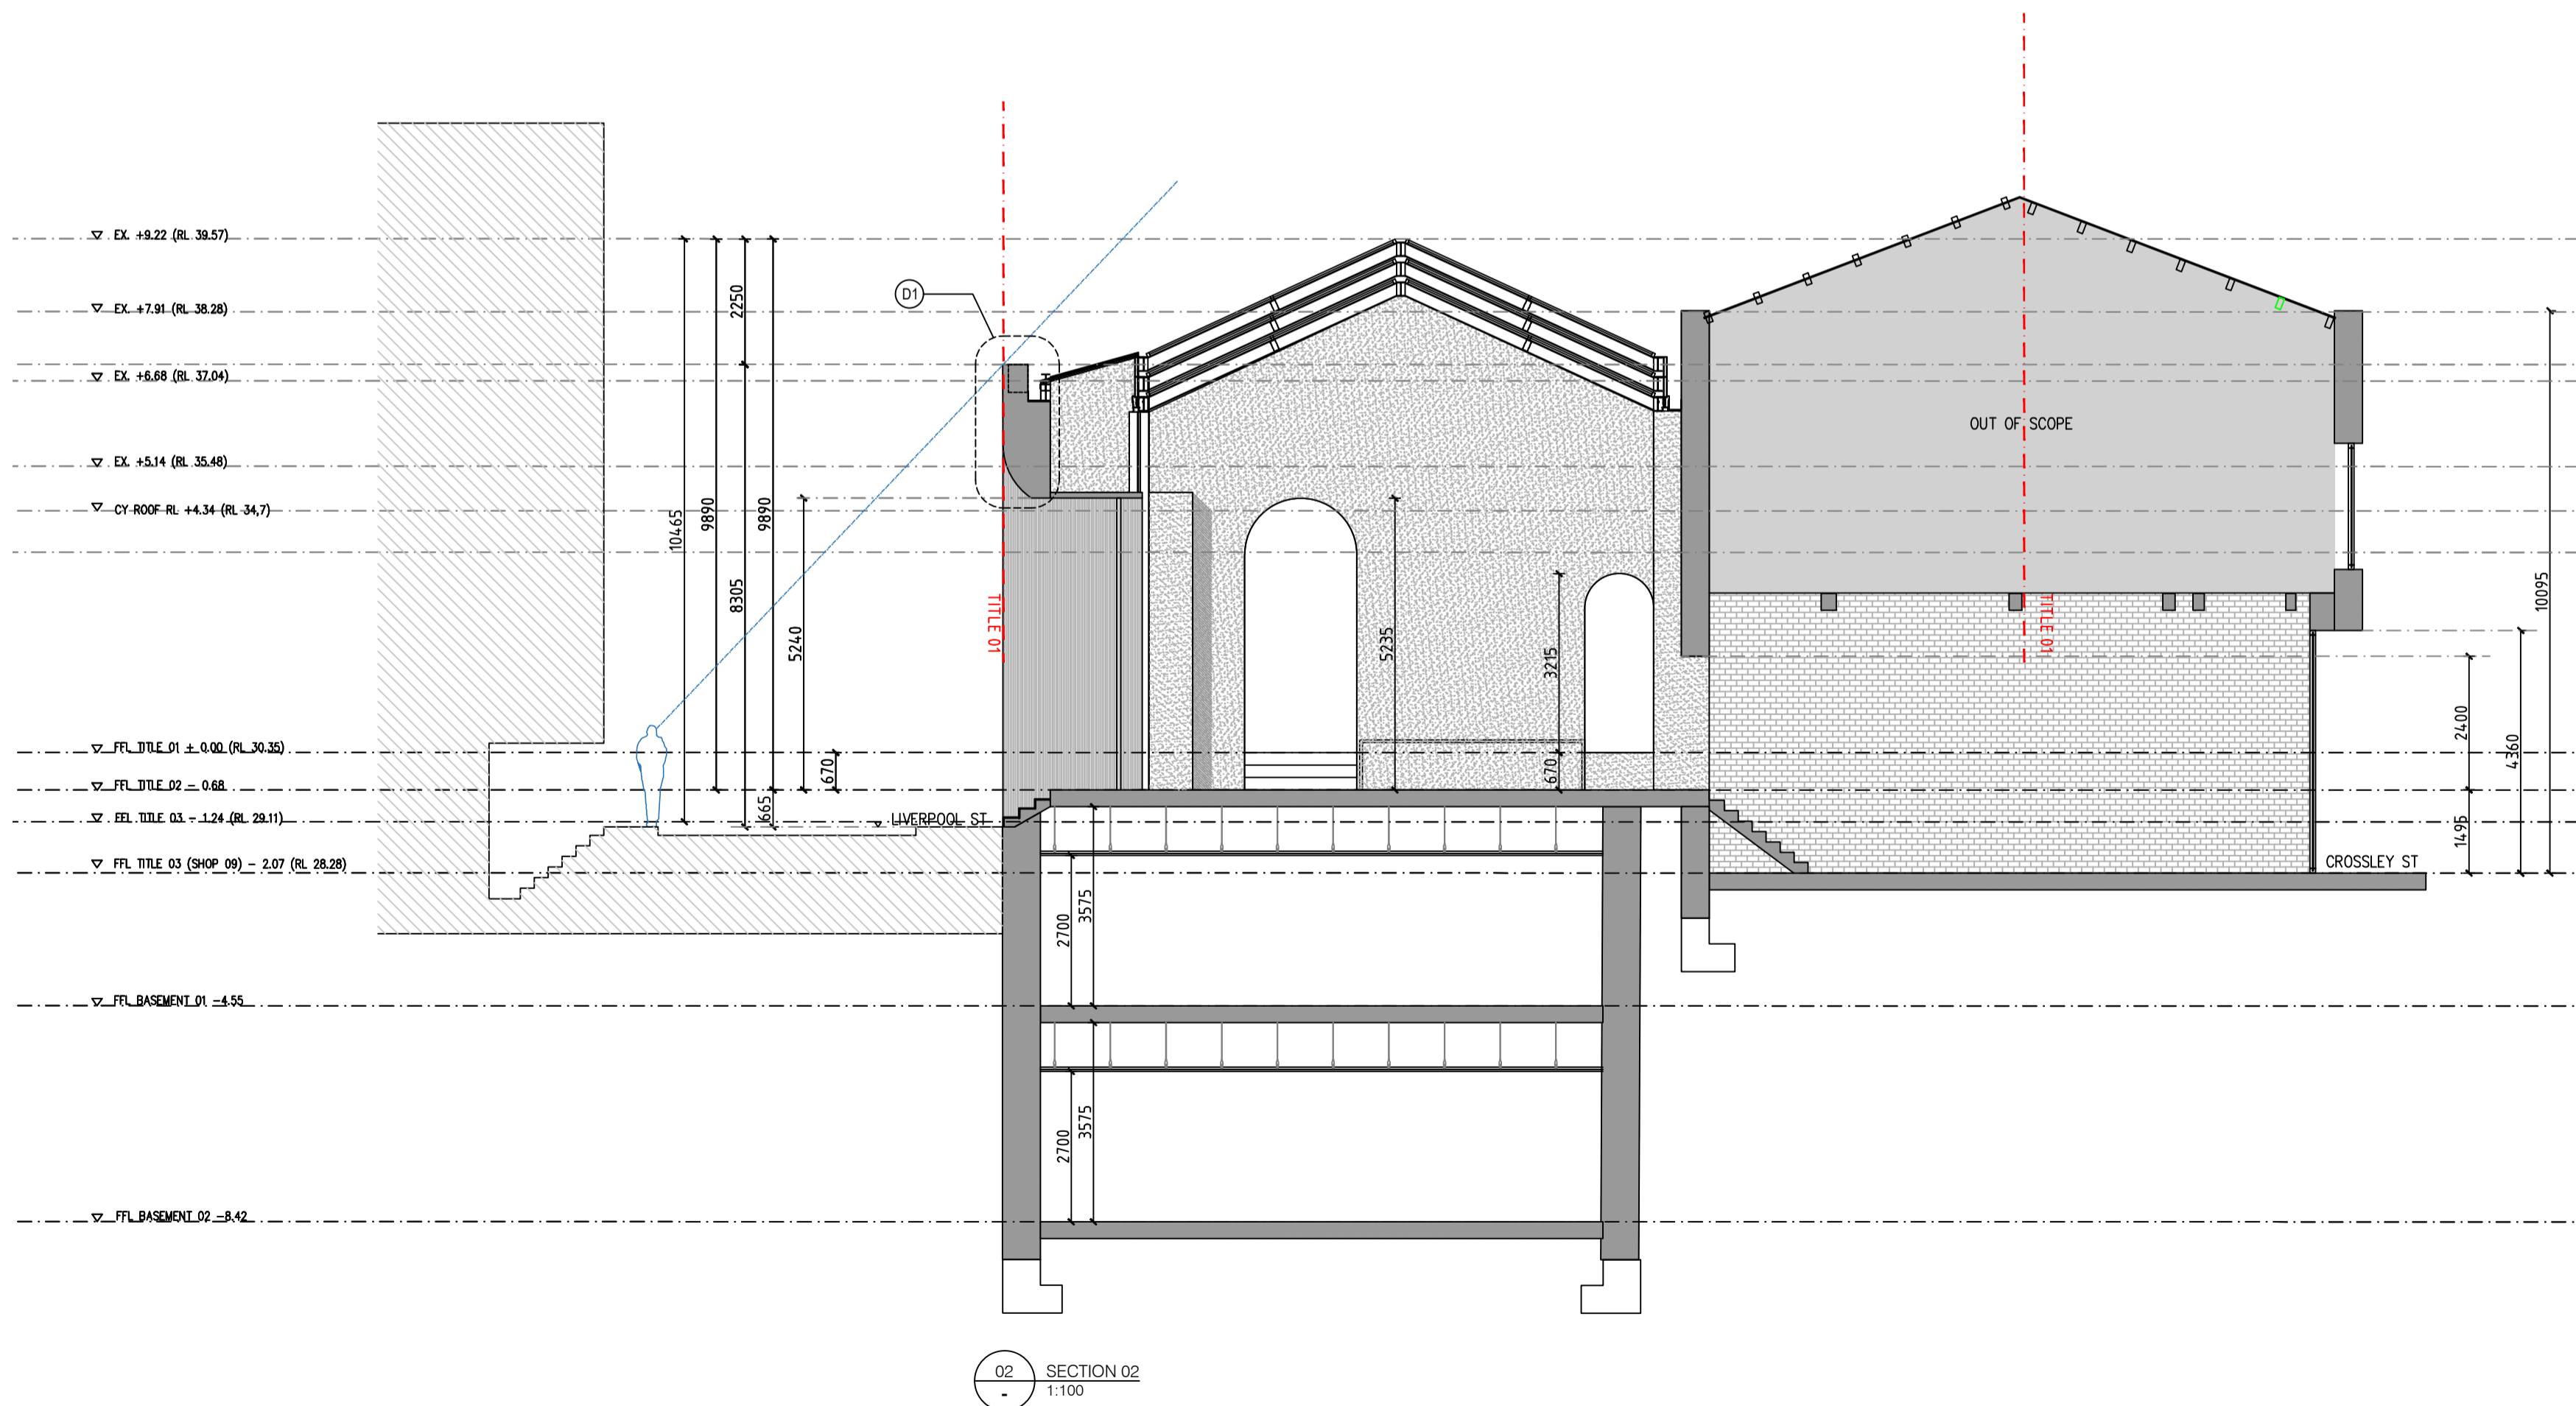 EX. +9.22 (RL 39.57)
EX. +7.91 (RL 38.28)
EX. +6.68 (RL 37.04)
EX. +5.14 (RL 35.48)
CY ROOF RL +4.34 (RL 34,7)
FFL TITLE 01 + 0.00 (RL 30.35)
FFL TITLE 02 - 0.68
FFL TITLE 03 - 1.24 (RL 29.11)
FFL TITLE 03 (SHOP 09) - 2.07 (RL 28.28)
FFL BASEMENT 01 -4.55
FFL BASEMENT 02 -8.42
10465
9890
2250
8305
9890
665
5240
670
D1
TITLE 01
LIVERPOOL ST
5235
3215
670
2700
3575
2700
3575
OUT OF SCOPE
TITLE 01
CROSSLEY ST
2400
1495
4360
10095
02
-
SECTION 02
1:100